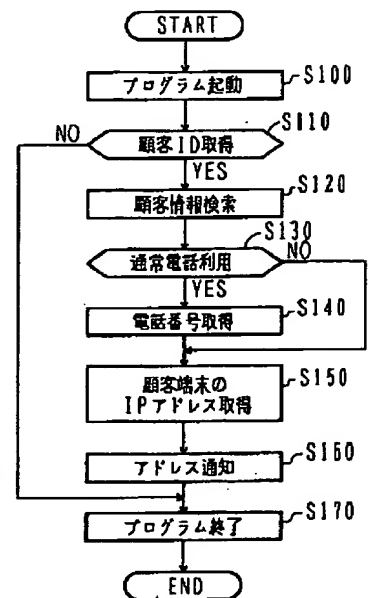 START
プログラム起動
S100
顧客ID取得
S110
NO
YES
顧客情報検索
S120
通常電話利用
S130
NO
YES
電話番号取得
S140
顧客端末の
IPアドレス取得
S150
アドレス通知
S160
プログラム終了
S170
END